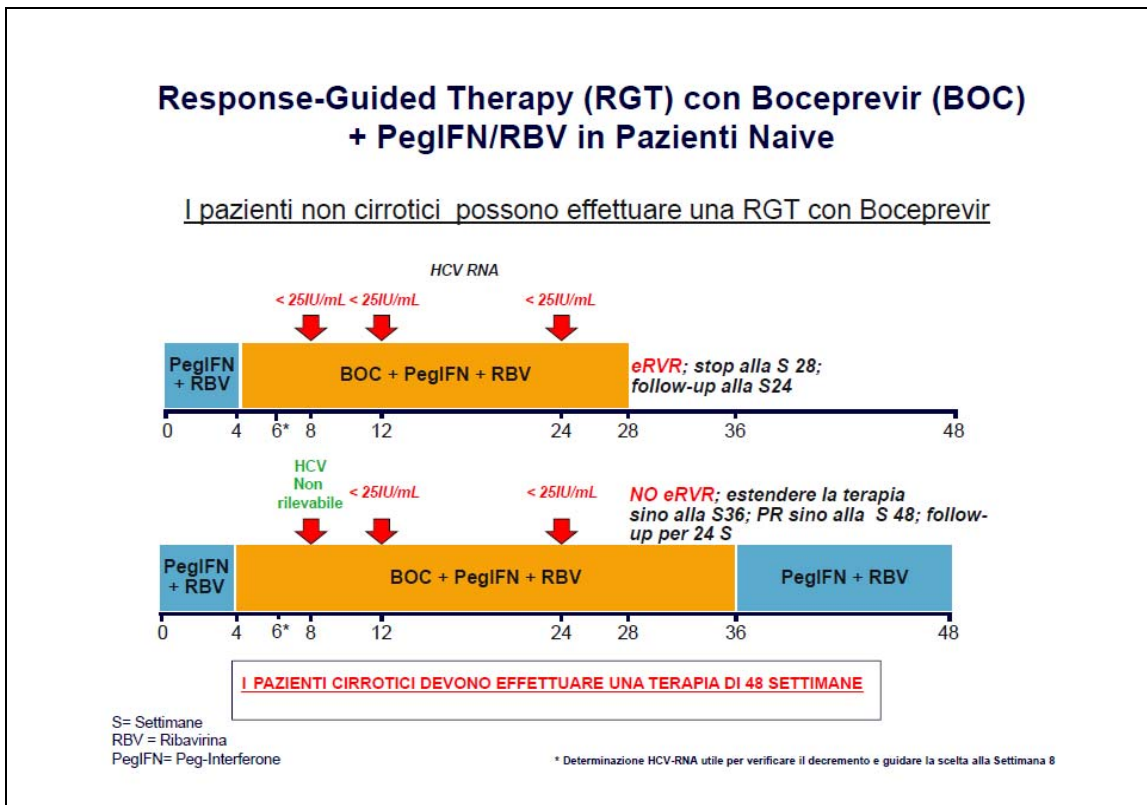 Response-Guided Therapy (RGT) con Boceprevir (BOC)
+ PegIFN/RBV in Pazienti Naive
I pazienti non cirrotici possono effettuare una RGT con Boceprevir
HCV RNA
< 25IU/mL < 25IU/mL < 25IU/mL
PegIFN
+ RBV
BOC + PegIFN + RBV
eRVR; stop alla S 28;
follow-up alla S24
0 4 6* 8 12 24 28 36 48
HCV
Non
rilevabile
< 25IU/mL < 25IU/mL
NO eRVR; estendere la terapia
sino alla S36; PR sino alla S 48; follow-
up per 24 S
PegIFN
+ RBV
BOC + PegIFN + RBV
PegIFN + RBV
0 4 6* 8 12 24 28 36 48
I PAZIENTI CIRROTICI DEVONO EFFETTUARE UNA TERAPIA DI 48 SETTIMANE
S= Settimane
RBV = Ribavirina
PegIFN= Peg-Interferone
* Determinazione HCV-RNA utile per verificare il decremento e guidare la scelta alla Settimana 8